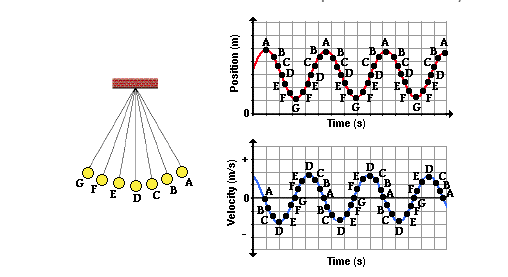 G F E D C B A
Position (m)
A A A A
B B B B B B
C C C C C C
D D D
E E E E E E
F F F F F F
G G G
0
Time (s)
Velocity (m/s)
+
D D D
E C E C E C
F B F B F B
A G A G A G A
0
B F B F B F
C E C E C E
D D D
-
Time (s)